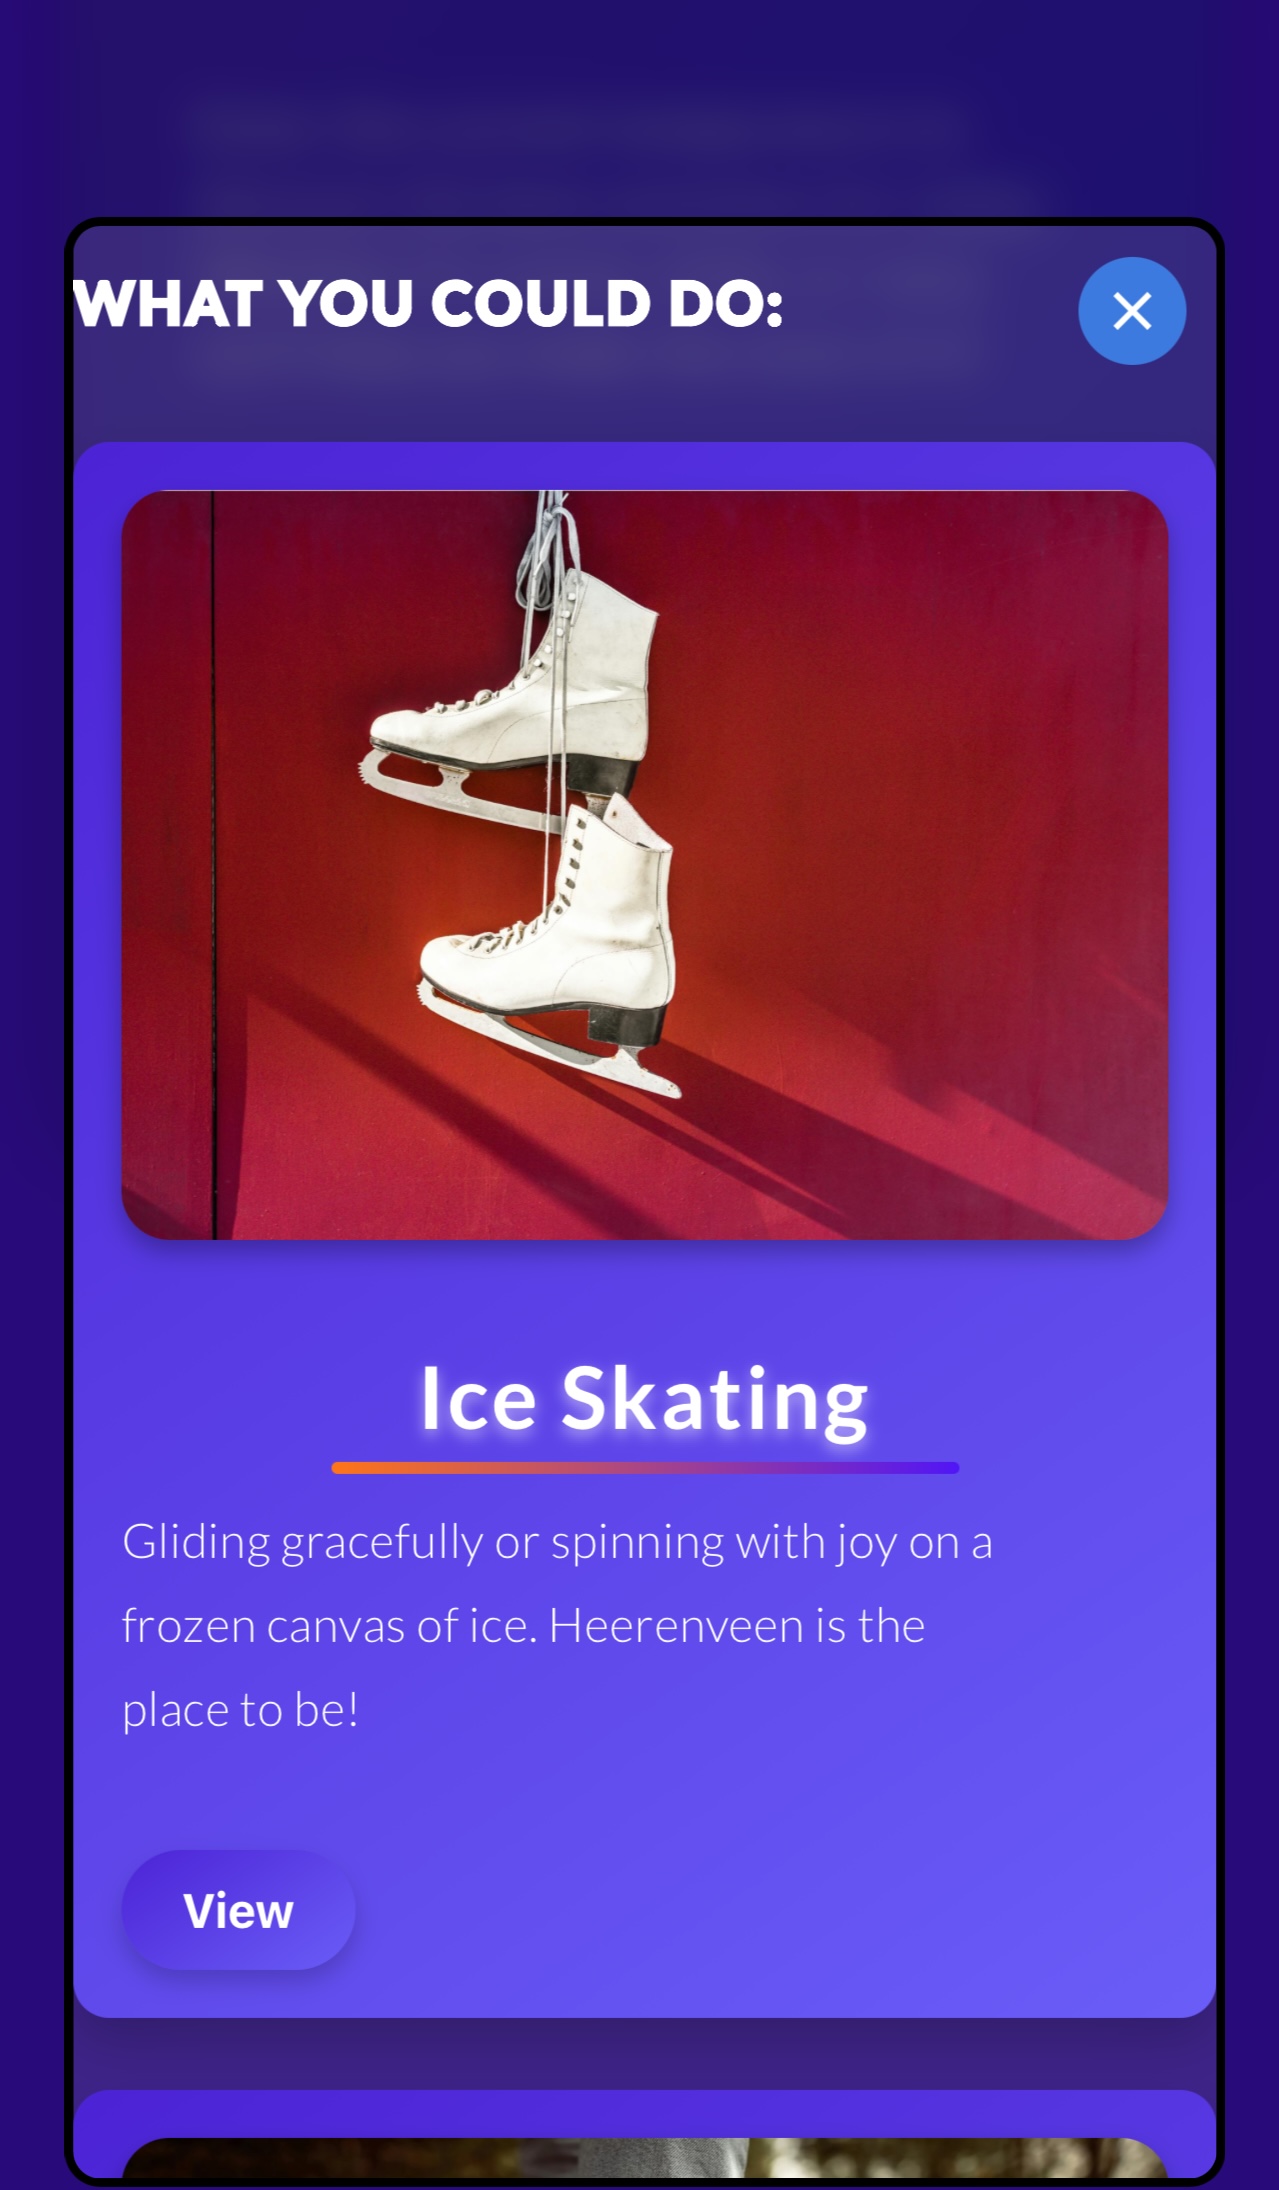 WHAT YOU COULD DO:
Ice Skating
Gliding gracefully or spinning with joy on a
frozen canvas of ice. Heerenveen is the
place to be!
View